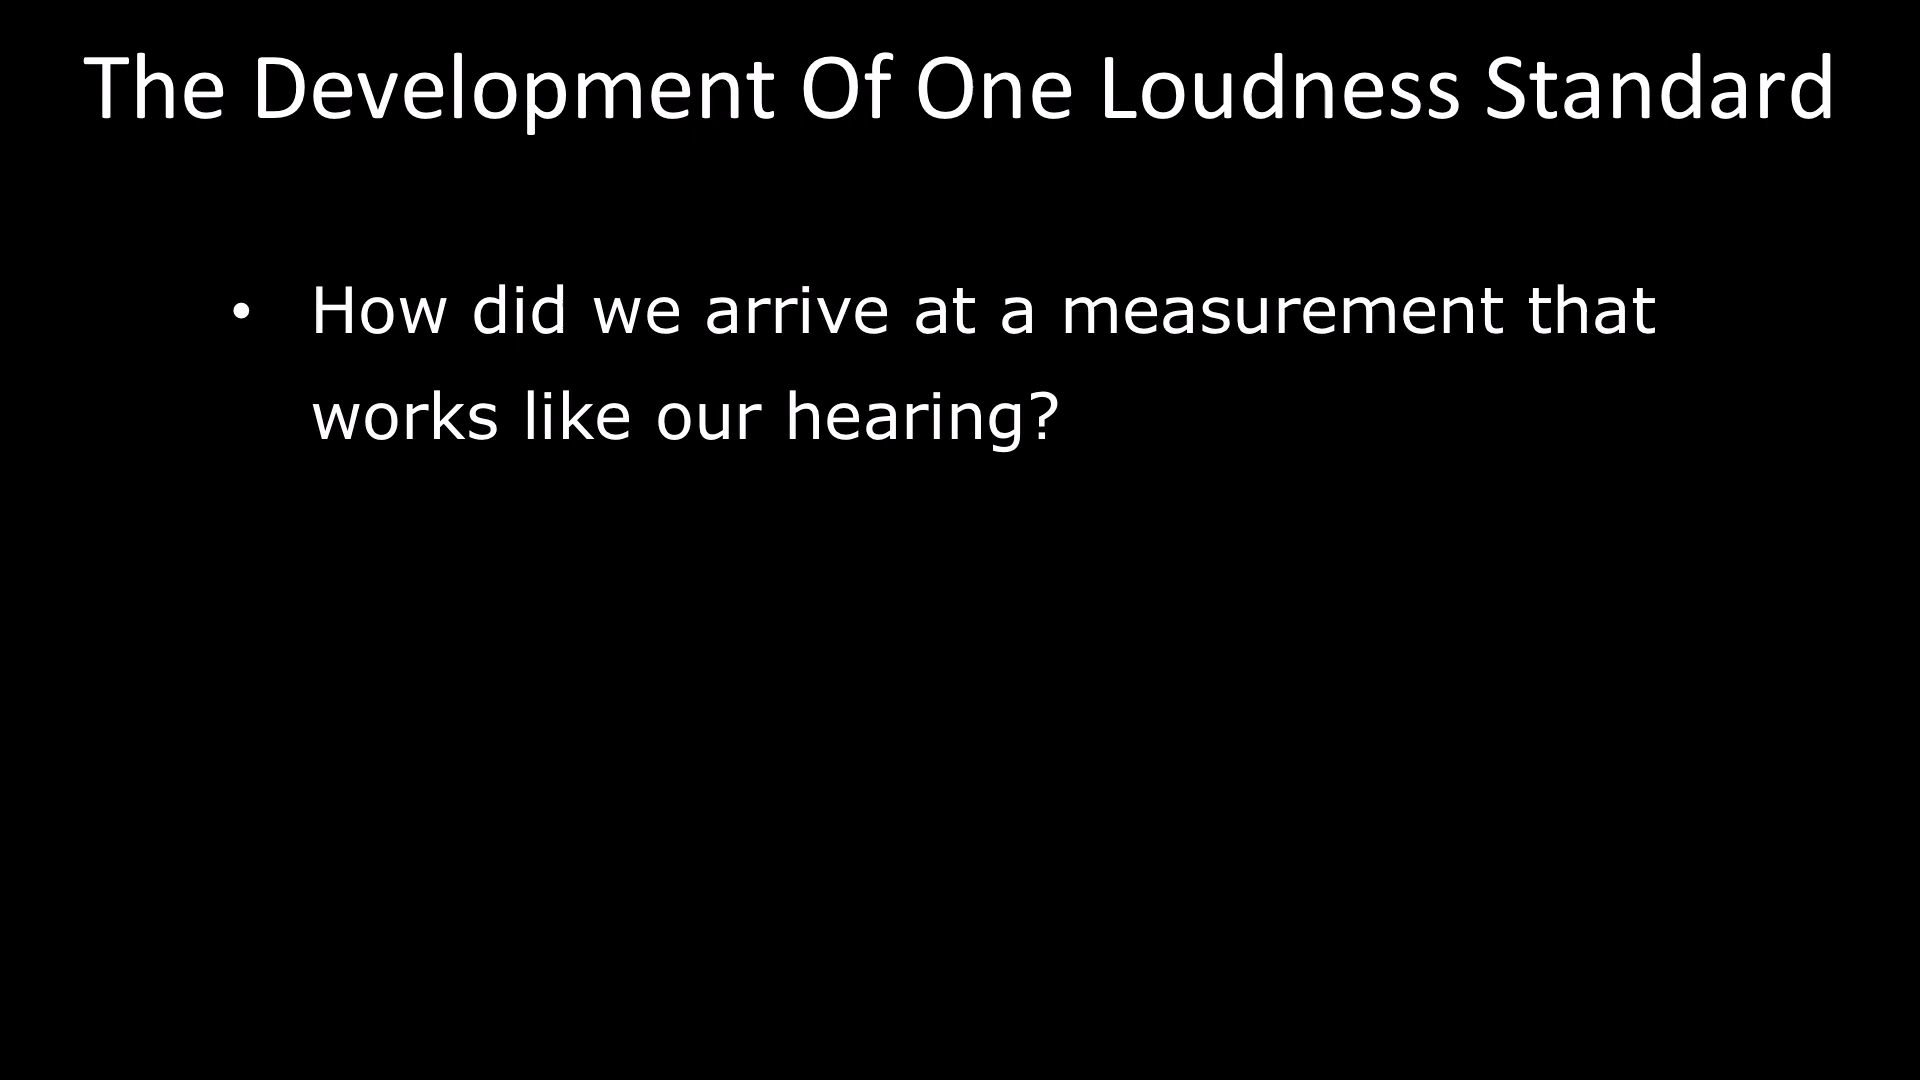 The Development Of One Loudness Standard
• How did we arrive at a measurement that
works like our hearing?